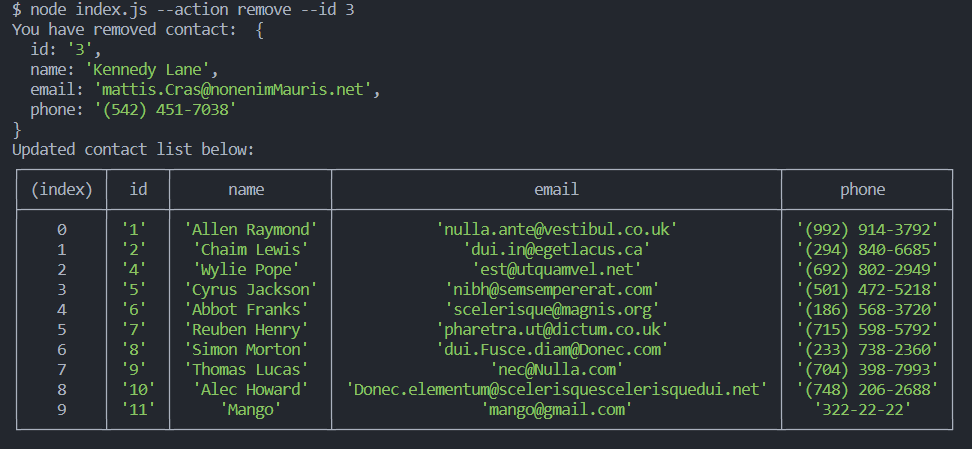 $ node index.js --action remove --id 3
You have removed contact:  {
  id: '3',
  name: 'Kennedy Lane',
  email: 'mattis.Cras@nonenimMauris.net',
  phone: '(542) 451-7038'
}
Updated contact list below:
(index) id name email phone
0 '1' 'Allen Raymond' 'nulla.ante@vestibul.co.uk' '(992) 914-3792'
1 '2' 'Chaim Lewis' 'dui.in@egetlacus.ca' '(294) 840-6685'
2 '4' 'Wylie Pope' 'est@utquamvel.net' '(692) 802-2949'
3 '5' 'Cyrus Jackson' 'nibh@semsempererat.com' '(501) 472-5218'
4 '6' 'Abbot Franks' 'scelerisque@magnis.org' '(186) 568-3720'
5 '7' 'Reuben Henry' 'pharetra.ut@dictum.co.uk' '(715) 598-5792'
6 '8' 'Simon Morton' 'dui.Fusce.diam@Donec.com' '(233) 738-2360'
7 '9' 'Thomas Lucas' 'nec@Nulla.com' '(704) 398-7993'
8 '10' 'Alec Howard' 'Donec.elementum@scelerisquescelerisquedui.net' '(748) 206-2688'
9 '11' 'Mango' 'mango@gmail.com' '322-22-22'